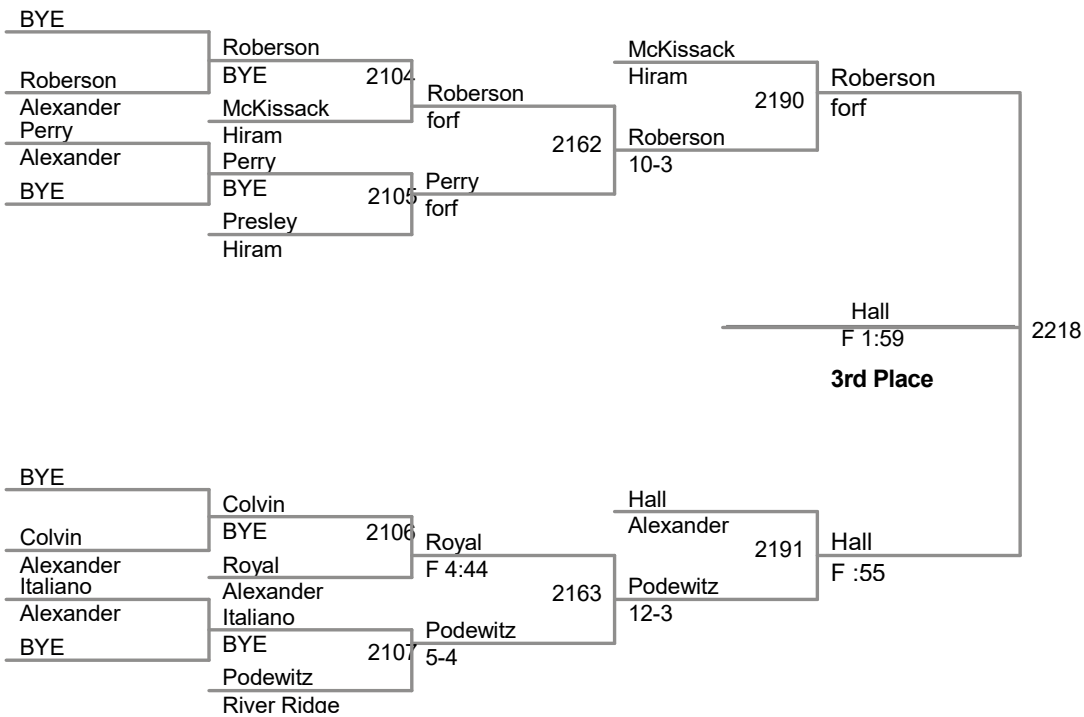 BYE
Roberson
Alexander
Perry
Alexander
BYE
Roberson
BYE
2104
McKissack
Hiram
Perry
BYE
2105
Presley
Hiram
Roberson
forf
2162
Perry
forf
McKissack
Hiram
2190
Roberson
10-3
Roberson
forf
Hall
F 1:59
2218
3rd Place
BYE
Colvin
Alexander
Italiano
Alexander
BYE
Colvin
BYE
2106
Royal
Alexander
Italiano
BYE
2107
Podewitz
River Ridge
Royal
F 4:44
2163
Podewitz
5-4
Hall
Alexander
2191
Podewitz
12-3
Hall
F :55